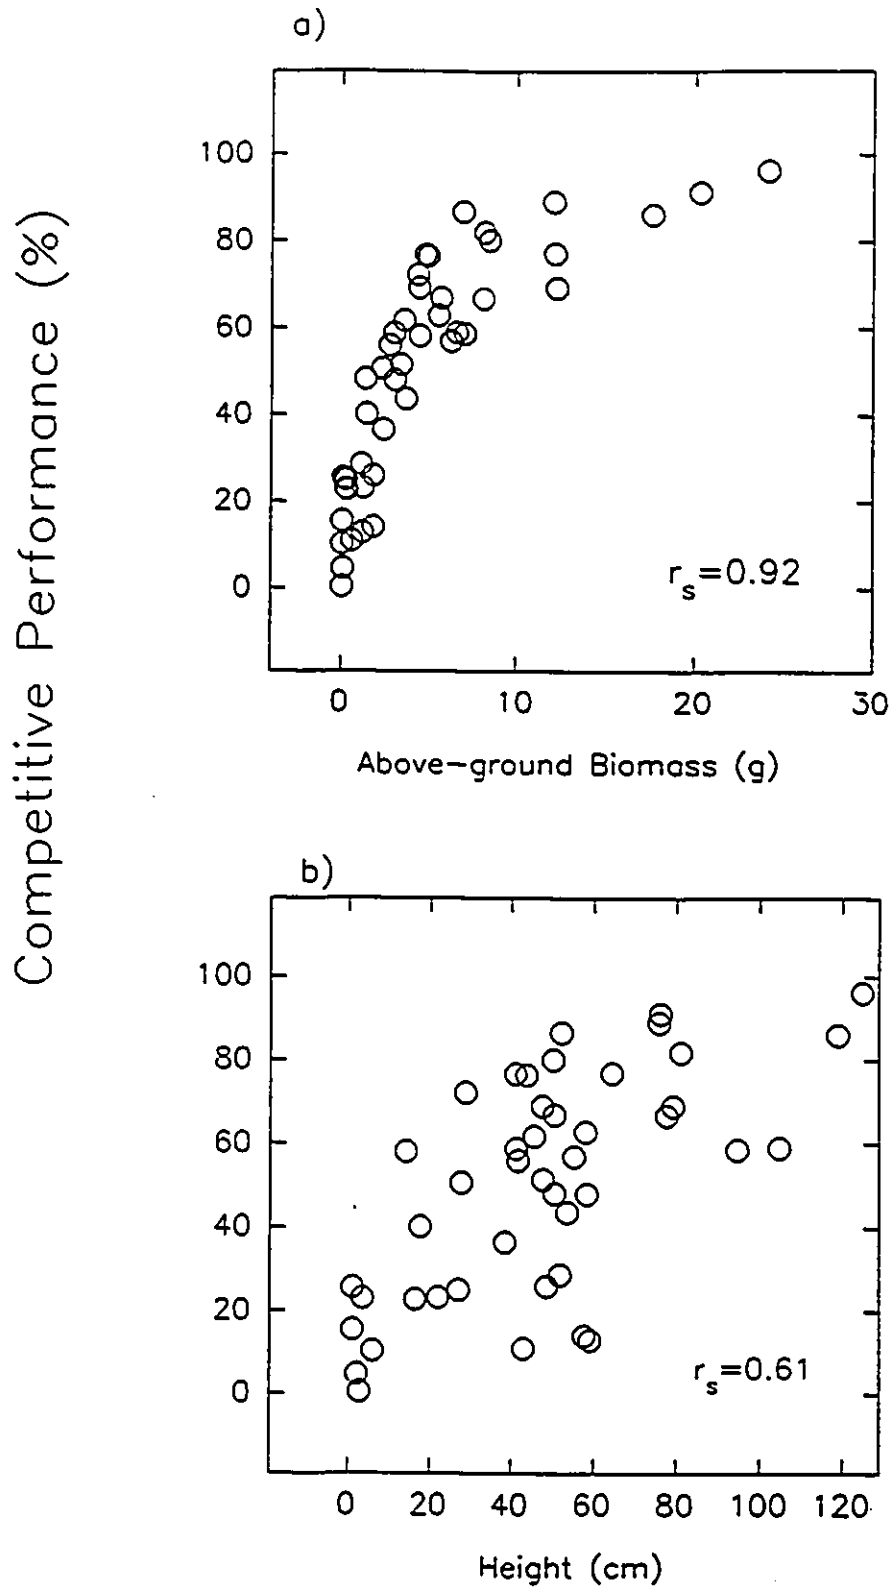 a)
Competitive Performance (%)
100
80
60
40
20
0
r_s=0.92
0 10 20 30
Above-ground Biomass (g)
b)
100
80
60
40
20
0
r_s=0.61
0 20 40 60 80 100 120
Height (cm)